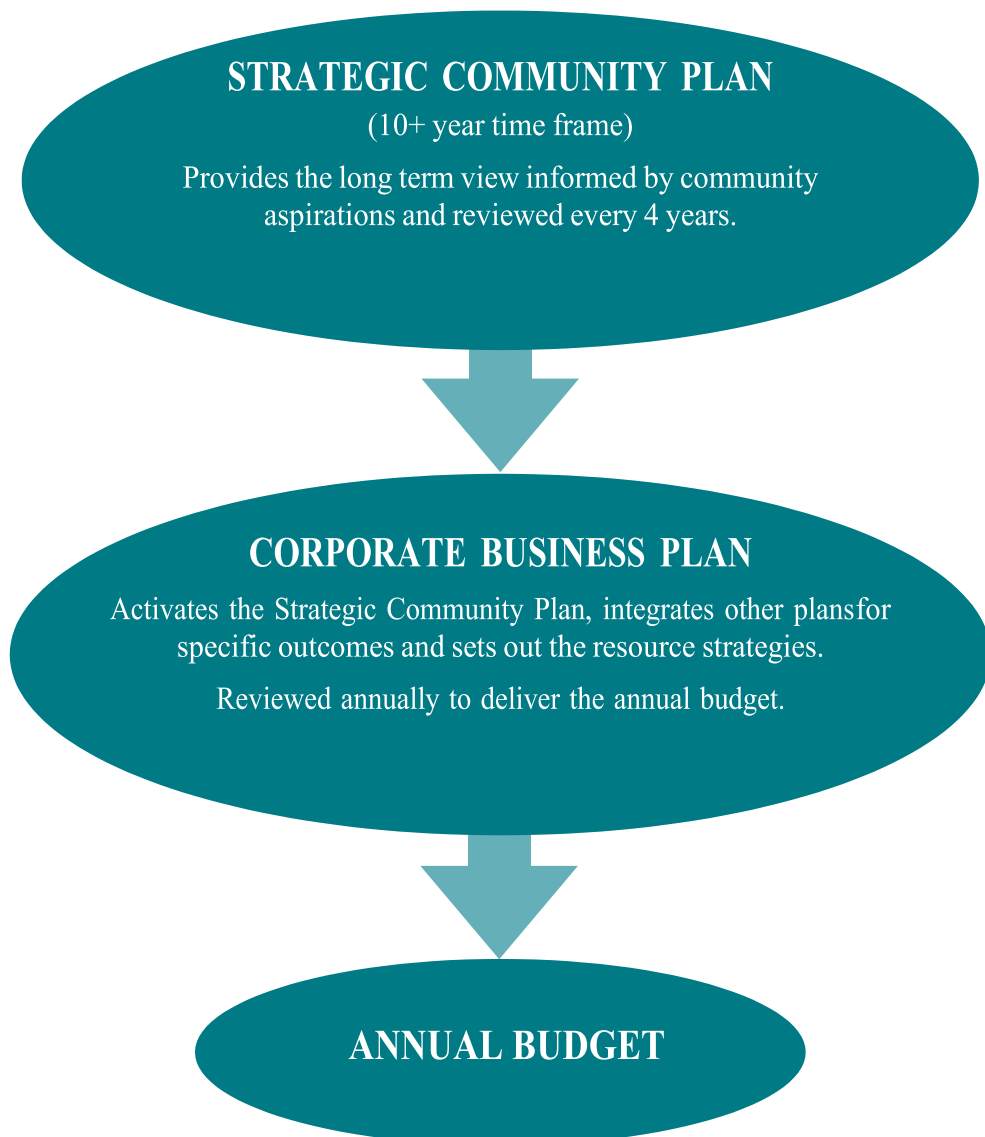 STRATEGIC COMMUNITY PLAN
(10+ year time frame)
Provides the long term view informed by community
aspirations and reviewed every 4 years.
CORPORATE BUSINESS PLAN
Activates the Strategic Community Plan, integrates other plansfor
specific outcomes and sets out the resource strategies.
Reviewed annually to deliver the annual budget.
ANNUAL BUDGET